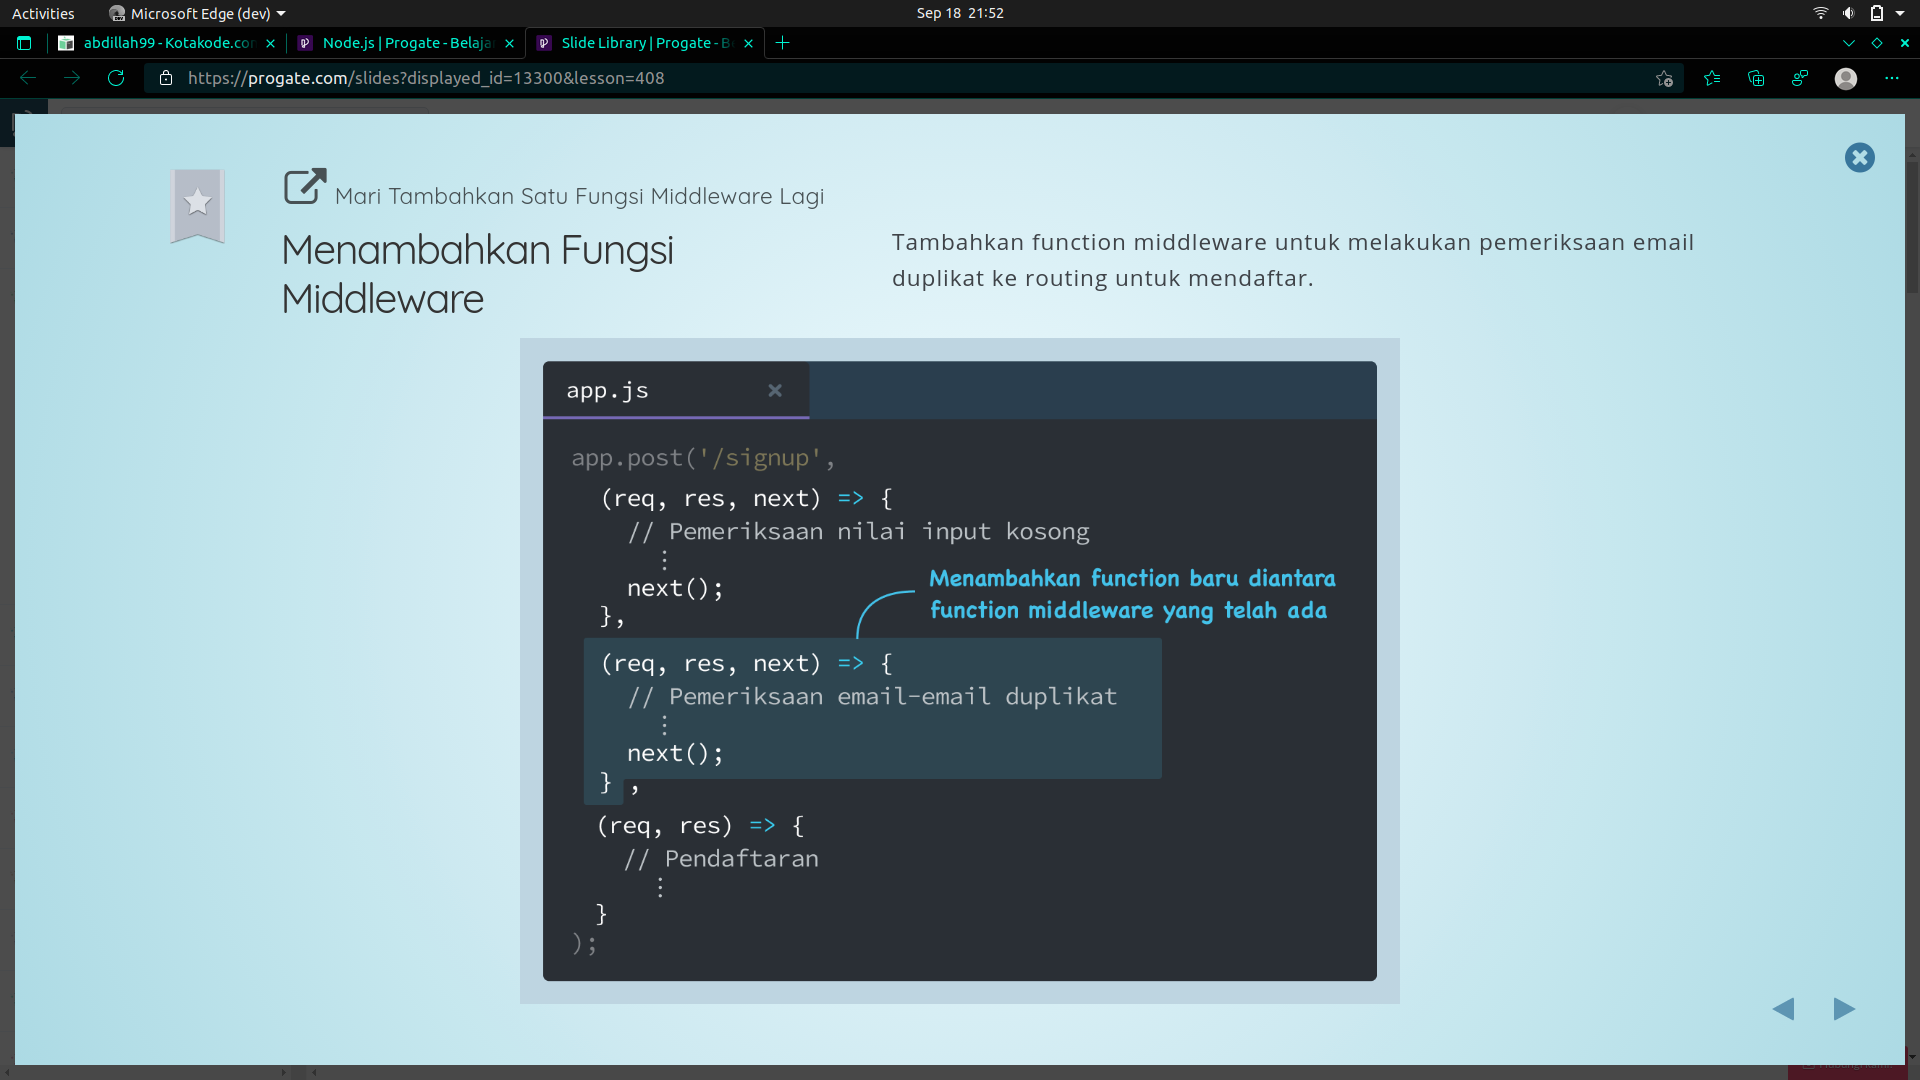 Activities
Microsoft Edge (dev)
Sep 18 21:52
abdillah99 - Kotakode.com
Node.js | Progate - Belaja
Slide Library | Progate - B
https://progate.com/slides?displayed_id=13300&lesson=408
Mari Tambahkan Satu Fungsi Middleware Lagi
Menambahkan Fungsi
Middleware
Tambahkan function middleware untuk melakukan pemeriksaan email
duplikat ke routing untuk mendaftar.
app.js
app.post('/signup',
(req, res, next) => {
// Pemeriksaan nilai input kosong
⋮
next();
},
Menambahkan function baru diantara
function middleware yang telah ada
(req, res, next) => {
// Pemeriksaan email-email duplikat
⋮
next();
} ,
(req, res) => {
// Pendaftaran
⋮
}
);